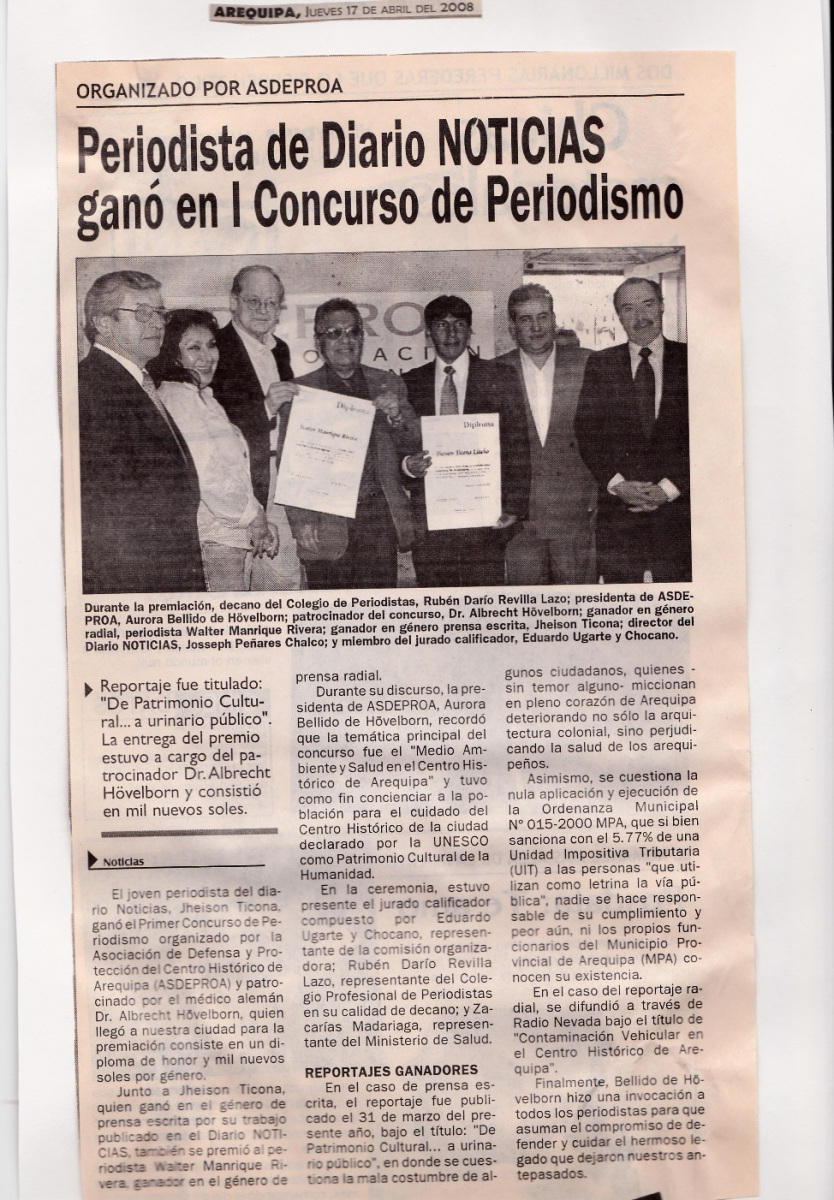 AREQUIPA, JUEVES 17 DE ABRIL DEL 2008
ORGANIZADO POR ASDEPROA
Periodista de Diario NOTICIAS
ganó en I Concurso de Periodismo
PRO
ACIÓN
Diploma
Walter Manrique Rivera
Diploma
Jheison Ticona
Durante la premiación, decano del Colegio de Periodistas, Rubén Darío Revilla Lazo; presidenta de ASDE-
PROA, Aurora Bellido de Hövelborn; patrocinador del concurso, Dr. Albrecht Hövelborn; ganador en género
radial, periodista Walter Manrique Rivera; ganador en género prensa escrita, Jheison Ticona; director del
Diario NOTICIAS, Josseph Peñares Chalco; y miembro del jurado calificador, Eduardo Ugarte y Chocano.
Reportaje fue titulado:
"De Patrimonio Cultu-
ral... a urinario público".
La entrega del premio
estuvo a cargo del pa-
trocinador Dr. Albrecht
Hövelborn y consistió
en mil nuevos soles.
Noticias
El joven periodista del dia-
rio Noticias, Jheison Ticona,
ganó el Primer Concurso de Pe-
riodismo organizado por la
Asociación de Defensa y Pro-
tección del Centro Histórico de
Arequipa (ASDEPROA) y patro-
cinado por el médico alemán
Dr. Albrecht Hövelborn, quien
llegó a nuestra ciudad para la
premiación consiste en un di-
ploma de honor y mil nuevos
soles por género.
Junto a Jheison Ticona,
quien ganó en el género de
prensa escrita por su trabajo
publicado en el Diario NOTI-
CIAS, también se premió al pe-
riodista Walter Manrique Ri-
vera, ganador en el género de
prensa radial.
Durante su discurso, la pre-
sidenta de ASDEPROA, Aurora
Bellido de Hövelborn, recordó
que la temática principal del
concurso fue el "Medio Am-
biente y Salud en el Centro His-
tórico de Arequipa" y tuvo
como fin concienciar a la po-
blación para el cuidado del
Centro Histórico de la ciudad
declarado por la UNESCO
como Patrimonio Cultural de la
Humanidad.
En la ceremonia, estuvo
presente el jurado calificador
compuesto por Eduardo
Ugarte y Chocano, represen-
tante de la comisión organiza-
dora; Rubén Darío Revilla
Lazo, representante del Cole-
gio Profesional de Periodistas
en su calidad de decano; y Za-
carías Madariaga, represen-
tante del Ministerio de Salud.
REPORTAJES GANADORES
En el caso de prensa es-
crita, el reportaje fue publi-
cado el 31 de marzo del pre-
sente año, bajo el título: "De
Patrimonio Cultural... a urina-
rio público", en donde se cues-
tiona la mala costumbre de al-
gunos ciudadanos, quienes -
sin temor alguno- miccionan
en pleno corazón de Arequipa
deteriorando no sólo la arqui-
tectura colonial, sino perjudi-
cando la salud de los arequi-
peños.
Asimismo, se cuestiona la
nula aplicación y ejecución de
la Ordenanza Municipal
N° 015-2000 MPA, que si bien
sanciona con el 5.77% de una
Unidad Impositiva Tributaria
(UIT) a las personas "que uti-
lizan como letrina la vía pú-
blica", nadie se hace respon-
sable de su cumplimiento y
peor aún, ni los propios fun-
cionarios del Municipio Pro-
vincial de Arequipa (MPA) co-
nocen su existencia.
En el caso del reportaje ra-
dial, se difundió a través de
Radio Nevada bajo el título de
"Contaminación Vehicular en
el Centro Histórico de Are-
quipa".
Finalmente, Bellido de Hö-
velborn hizo una invocación a
todos los periodistas para que
asuman el compromiso de de-
fender y cuidar el hermoso le-
gado que dejaron nuestros an-
tepasados.